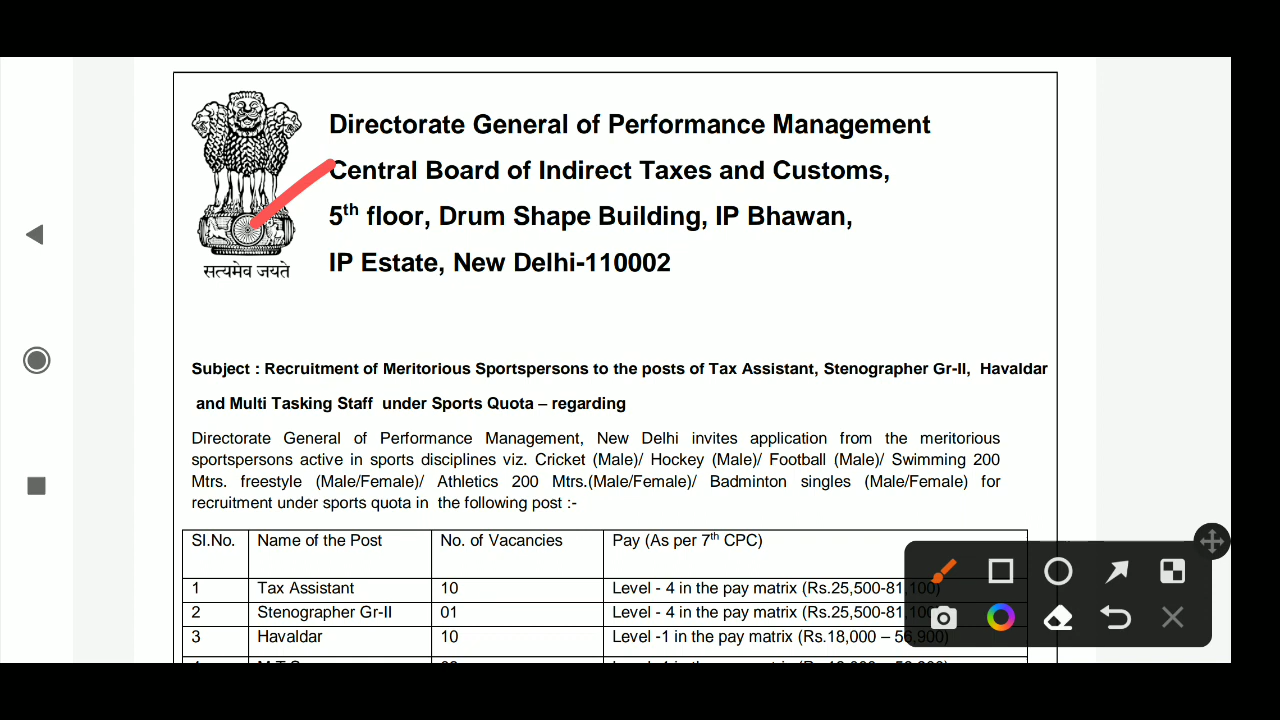 Directorate General of Performance Management
Central Board of Indirect Taxes and Customs,
5th floor, Drum Shape Building, IP Bhawan,
IP Estate, New Delhi-110002
सत्यमेव जयते
Subject : Recruitment of Meritorious Sportspersons to the posts of Tax Assistant, Stenographer Gr-II, Havaldar
and Multi Tasking Staff under Sports Quota – regarding
Directorate General of Performance Management, New Delhi invites application from the meritorious
sportspersons active in sports disciplines viz. Cricket (Male)/ Hockey (Male)/ Football (Male)/ Swimming 200
Mtrs. freestyle (Male/Female)/ Athletics 200 Mtrs.(Male/Female)/ Badminton singles (Male/Female) for
recruitment under sports quota in the following post :-
Sl.No. Name of the Post No. of Vacancies Pay (As per 7th CPC)
1 Tax Assistant 10 Level - 4 in the pay matrix (Rs.25,500-81,100)
2 Stenographer Gr-II 01 Level - 4 in the pay matrix (Rs.25,500-81,100)
3 Havaldar 10 Level -1 in the pay matrix (Rs.18,000 – 56,900)